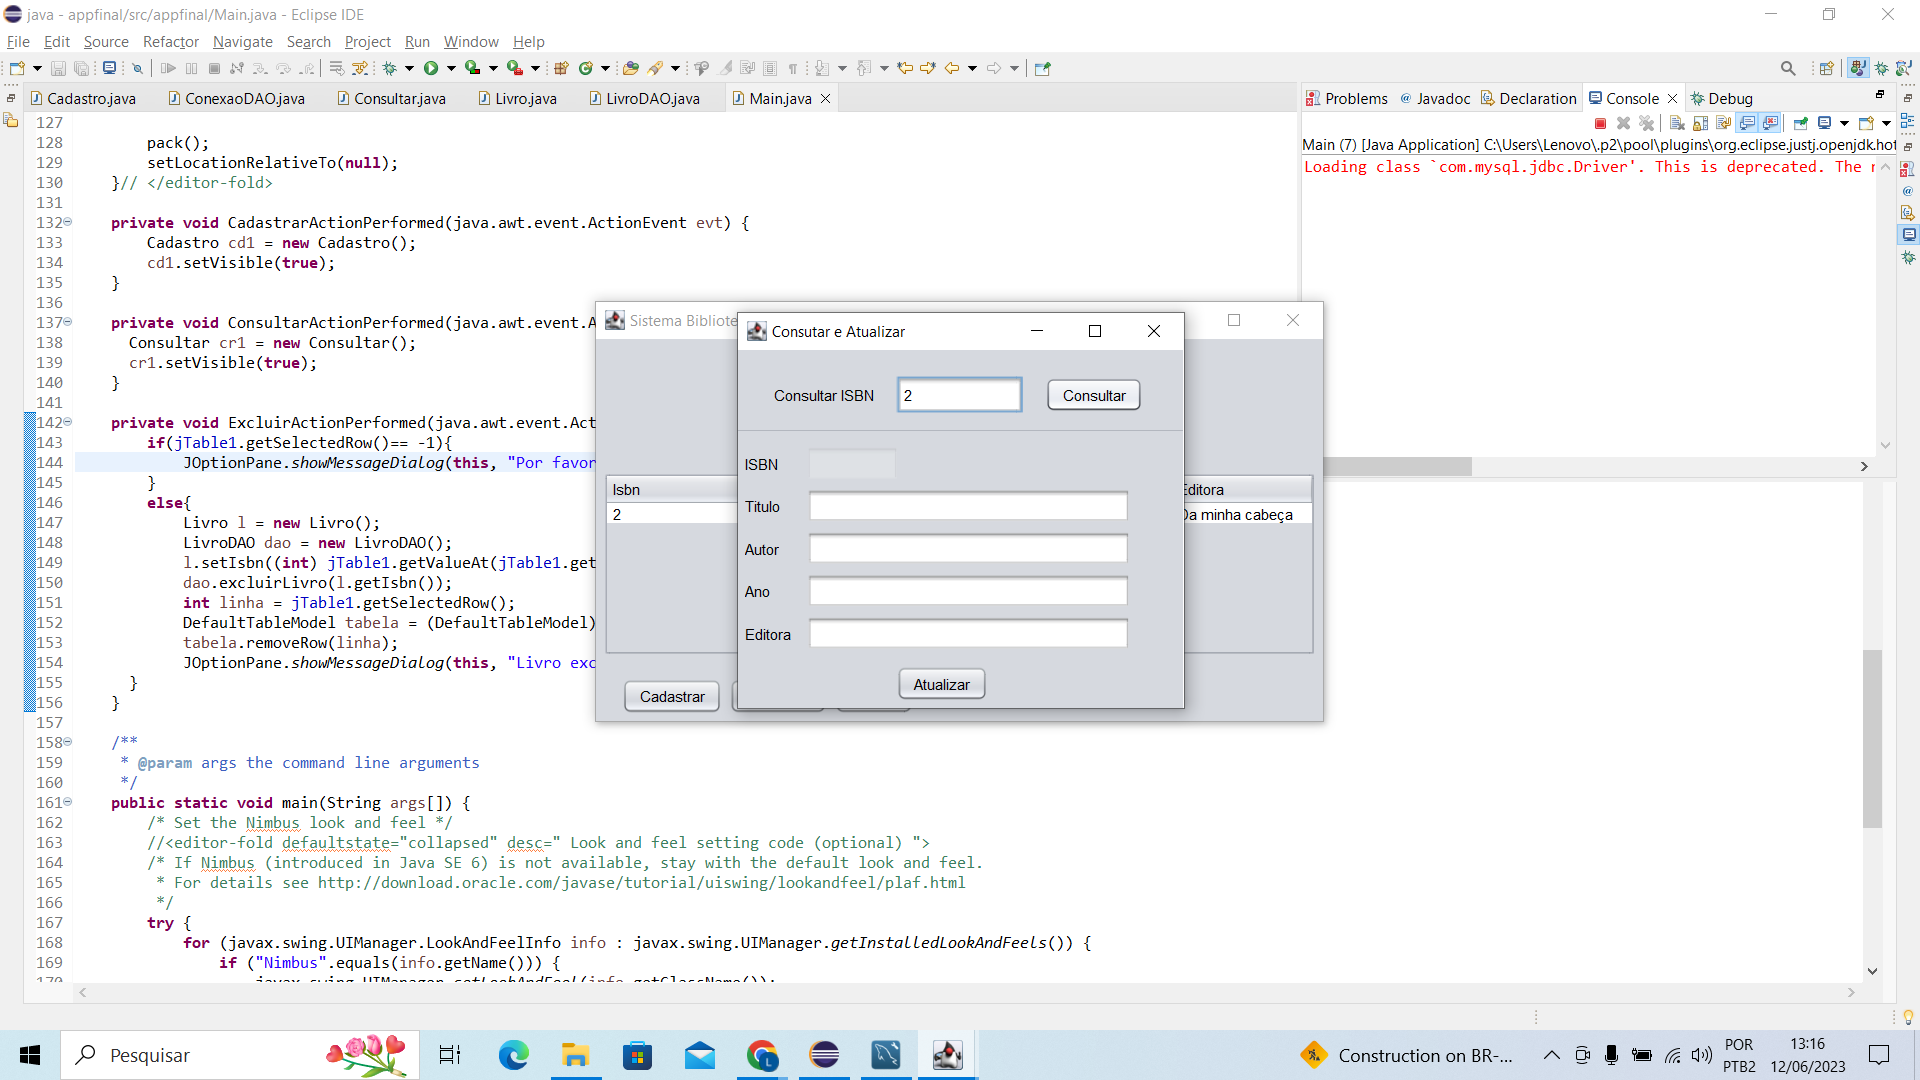 java - appfinal/src/appfinal/Main.java - Eclipse IDE
File Edit Source Refactor Navigate Search Project Run Window Help
Cadastro.java ConexaoDAO.java Consultar.java Livro.java LivroDAO.java Main.java
Problems Javadoc Declaration Console Debug
Main (7) [Java Application] C:\Users\Lenovo\.p2\pool\plugins\org.eclipse.justj.openjdk.hot
Loading class `com.mysql.jdbc.Driver'. This is deprecated. The
127
128 pack();
129 setLocationRelativeTo(null);
130 }// </editor-fold>
131
132 private void CadastrarActionPerformed(java.awt.event.ActionEvent evt) {
133 Cadastro cd1 = new Cadastro();
134 cd1.setVisible(true);
135 }
136
137 private void ConsultarActionPerformed(java.awt.event.A
138 Consultar cr1 = new Consultar();
139 cr1.setVisible(true);
140 }
141
142 private void ExcluirActionPerformed(java.awt.event.Act
143 if(jTable1.getSelectedRow()== -1){
144 JOptionPane.showMessageDialog(this, "Por favor
145 }
146 else{
147 Livro l = new Livro();
148 LivroDAO dao = new LivroDAO();
149 l.setIsbn((int) jTable1.getValueAt(jTable1.get
150 dao.excluirLivro(l.getIsbn());
151 int linha = jTable1.getSelectedRow();
152 DefaultTableModel tabela = (DefaultTableModel)
153 tabela.removeRow(linha);
154 JOptionPane.showMessageDialog(this, "Livro exc
155 }
156 }
157
158 /**
159 * @param args the command line arguments
160 */
161 public static void main(String args[]) {
162 /* Set the Nimbus look and feel */
163 //<editor-fold defaultstate="collapsed" desc=" Look and feel setting code (optional) ">
164 /* If Nimbus (introduced in Java SE 6) is not available, stay with the default look and feel.
165 * For details see http://download.oracle.com/javase/tutorial/uiswing/lookandfeel/plaf.html
166 */
167 try {
168 for (javax.swing.UIManager.LookAndFeelInfo info : javax.swing.UIManager.getInstalledLookAndFeels()) {
169 if ("Nimbus".equals(info.getName())) {
170 javax.swing.UIManager.setLookAndFeel(info.getClassName());
Sistema Bibliote
Isbn
Editora
2
Da minha cabeça
Cadastrar
Consutar e Atualizar
Consultar ISBN 2 Consultar
ISBN
Titulo
Autor
Ano
Editora
Atualizar
Pesquisar
Construction on BR-...
POR
PTB2
13:16
12/06/2023